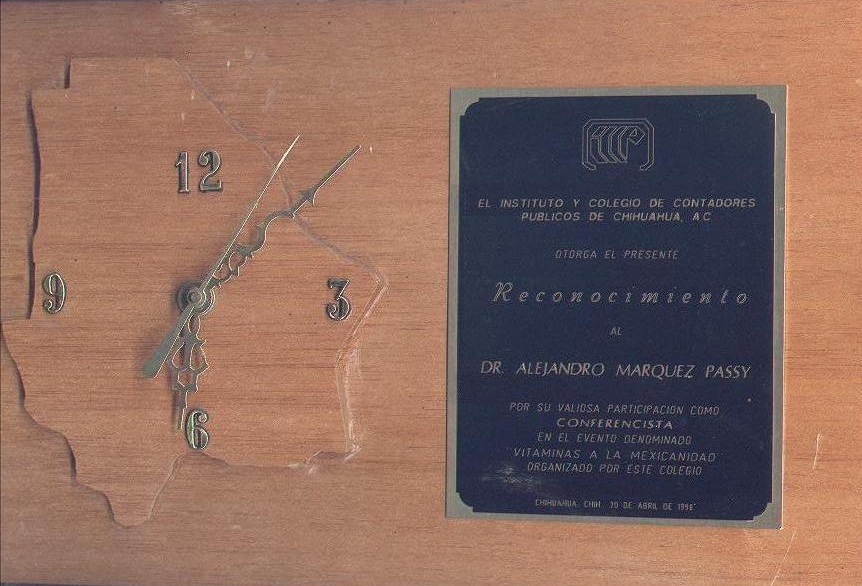 12
9
3
6
EL INSTITUTO Y COLEGIO DE CONTADORES
PUBLICOS DE CHIHUAHUA, A C
OTORGA EL PRESENTE
Reconocimiento
AL
DR. ALEJANDRO MARQUEZ PASSY
POR SU VALIOSA PARTICIPACION COMO
CONFERENCISTA
EN EL EVENTO DENOMINADO
VITAMINAS A LA MEXICANIDAD
ORGANIZADO POR ESTE COLEGIO
CHIHUAHUA, CHIH. DE ABRIL DE